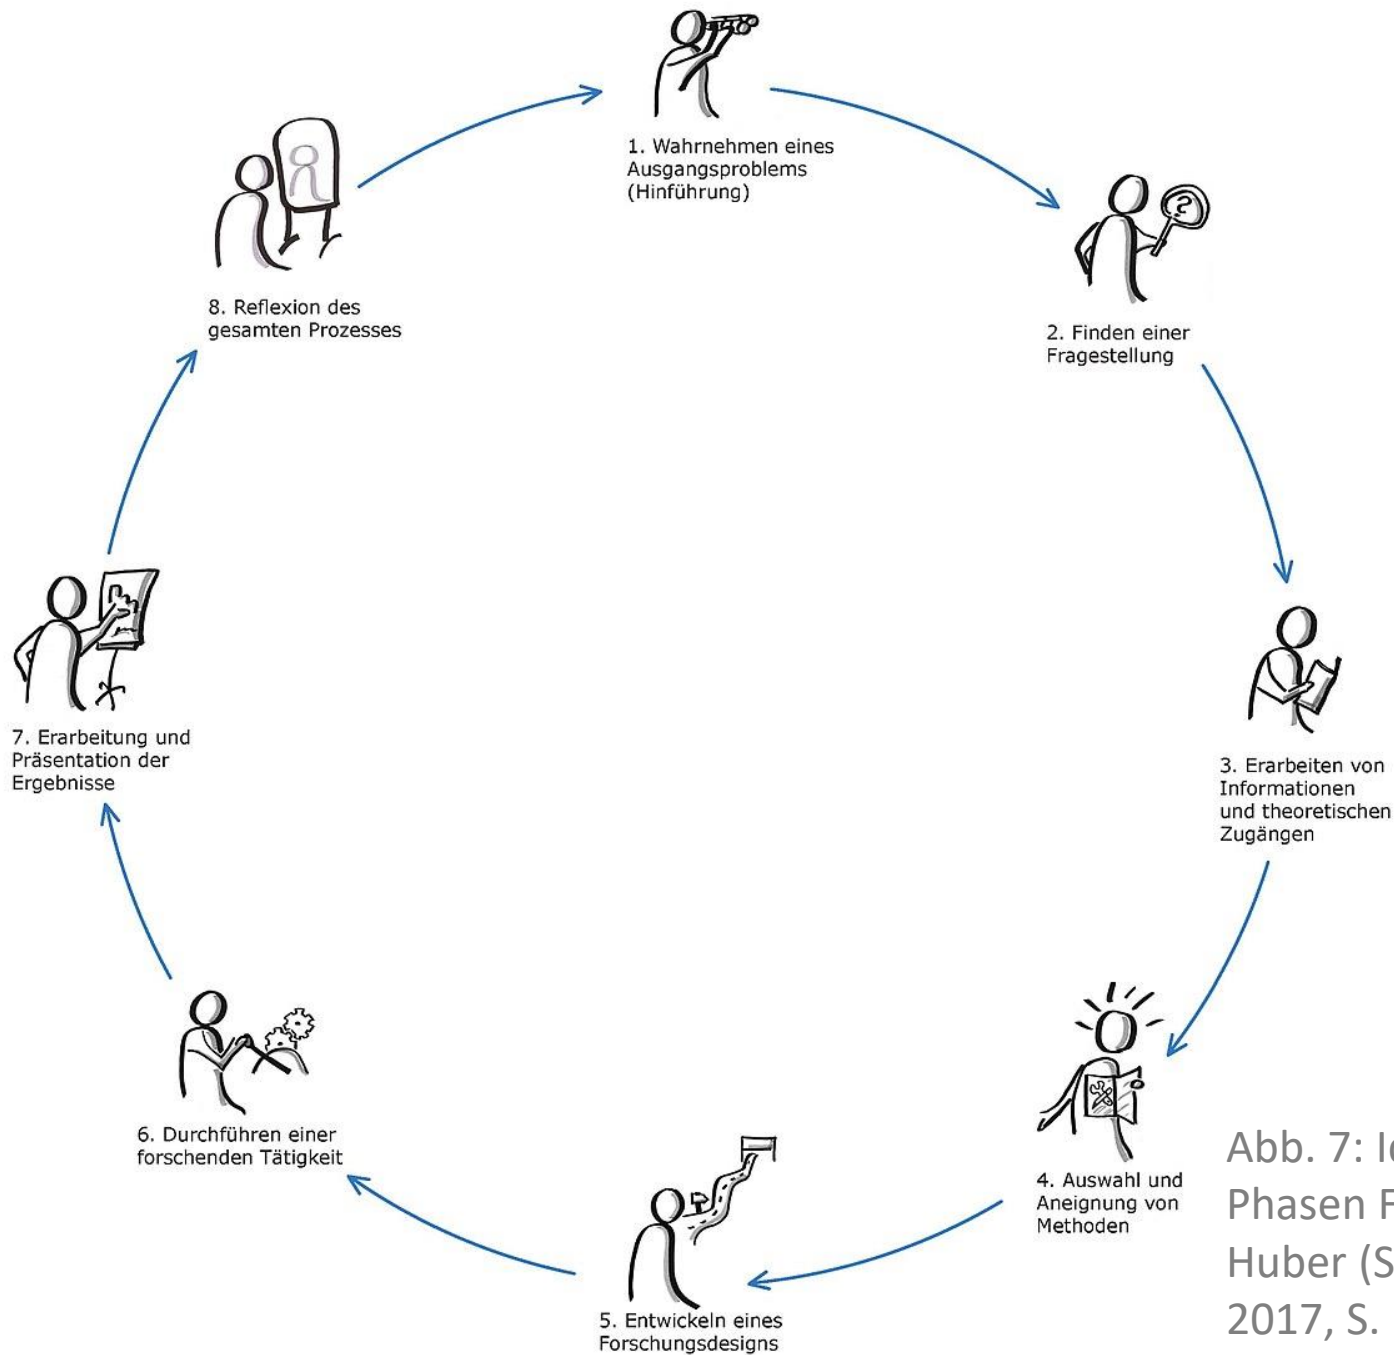 1. Wahrnehmen eines
Ausgangsproblems
(Hinführung)
2. Finden einer
Fragestellung
3. Erarbeiten von
Informationen
und theoretischen
Zugängen
4. Auswahl und
Aneignung von
Methoden
5. Entwickeln eines
Forschungsdesigns
6. Durchführen einer
forschenden Tätigkeit
7. Erarbeitung und
Präsentation der
Ergebnisse
8. Reflexion des
gesamten Prozesses
?
Abb. 7:
Phasen
Huber
2017, S.